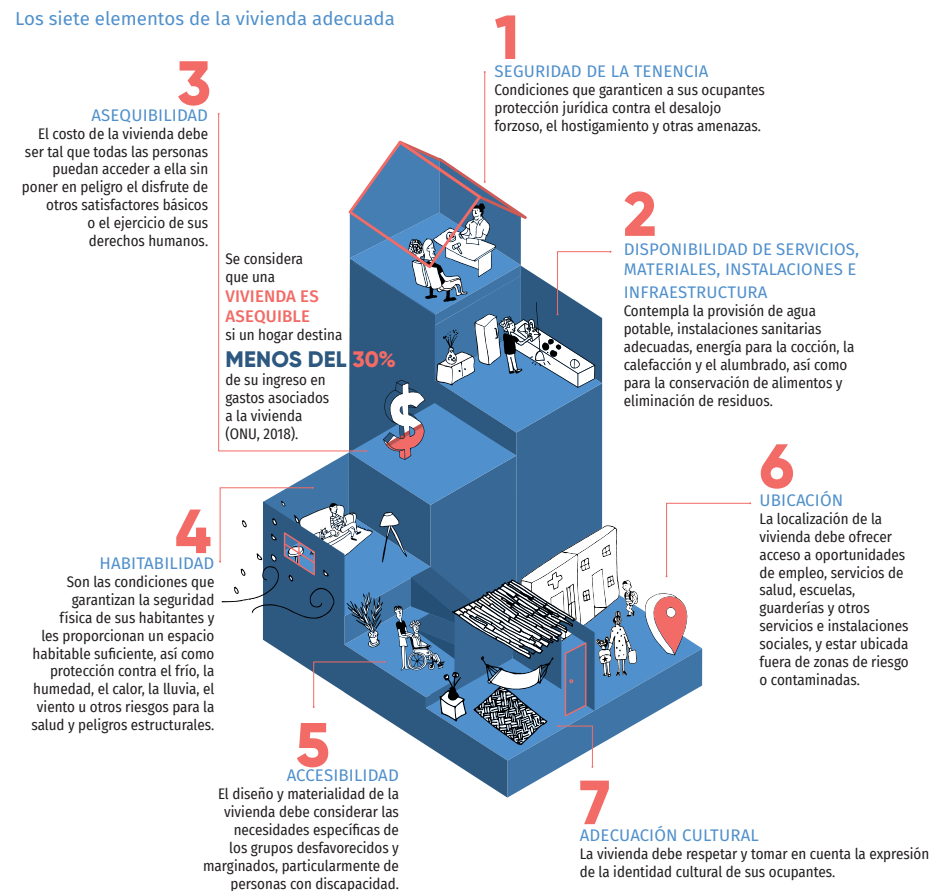 Los siete elementos de la vivienda adecuada
1
SEGURIDAD DE LA TENENCIA
Condiciones que garanticen a sus ocupantes
protección jurídica contra el desalojo
forzoso, el hostigamiento y otras amenazas.
2
DISPONIBILIDAD DE SERVICIOS,
MATERIALES, INSTALACIONES E
INFRAESTRUCTURA
Contempla la provisión de agua
potable, instalaciones sanitarias
adecuadas, energía para la cocción, la
calefacción y el alumbrado, así como
para la conservación de alimentos y
eliminación de residuos.
3
ASEQUIBILIDAD
El costo de la vivienda debe
ser tal que todas las personas
puedan acceder a ella sin
poner en peligro el disfrute de
otros satisfactores básicos
o el ejercicio de sus
derechos humanos.
Se considera
que una
VIVIENDA ES
ASEQUIBLE
si un hogar destina
MENOS DEL 30%
de su ingreso en
gastos asociados
a la vivienda
(ONU, 2018).
$
4
HABITABILIDAD
Son las condiciones que
garantizan la seguridad
física de sus habitantes y
les proporcionan un espacio
habitable suficiente, así como
protección contra el frío, la
humedad, el calor, la lluvia, el
viento u otros riesgos para la
salud y peligros estructurales.
5
ACCESIBILIDAD
El diseño y materialidad de la
vivienda debe considerar las
necesidades específicas de
los grupos desfavorecidos y
marginados, particularmente de
personas con discapacidad.
6
UBICACIÓN
La localización de la
vivienda debe ofrecer
acceso a oportunidades
de empleo, servicios de
salud, escuelas,
guarderías y otros
servicios e instalaciones
sociales, y estar ubicada
fuera de zonas de riesgo
o contaminadas.
7
ADECUACIÓN CULTURAL
La vivienda debe respetar y tomar en cuenta la expresión
de la identidad cultural de sus ocupantes.